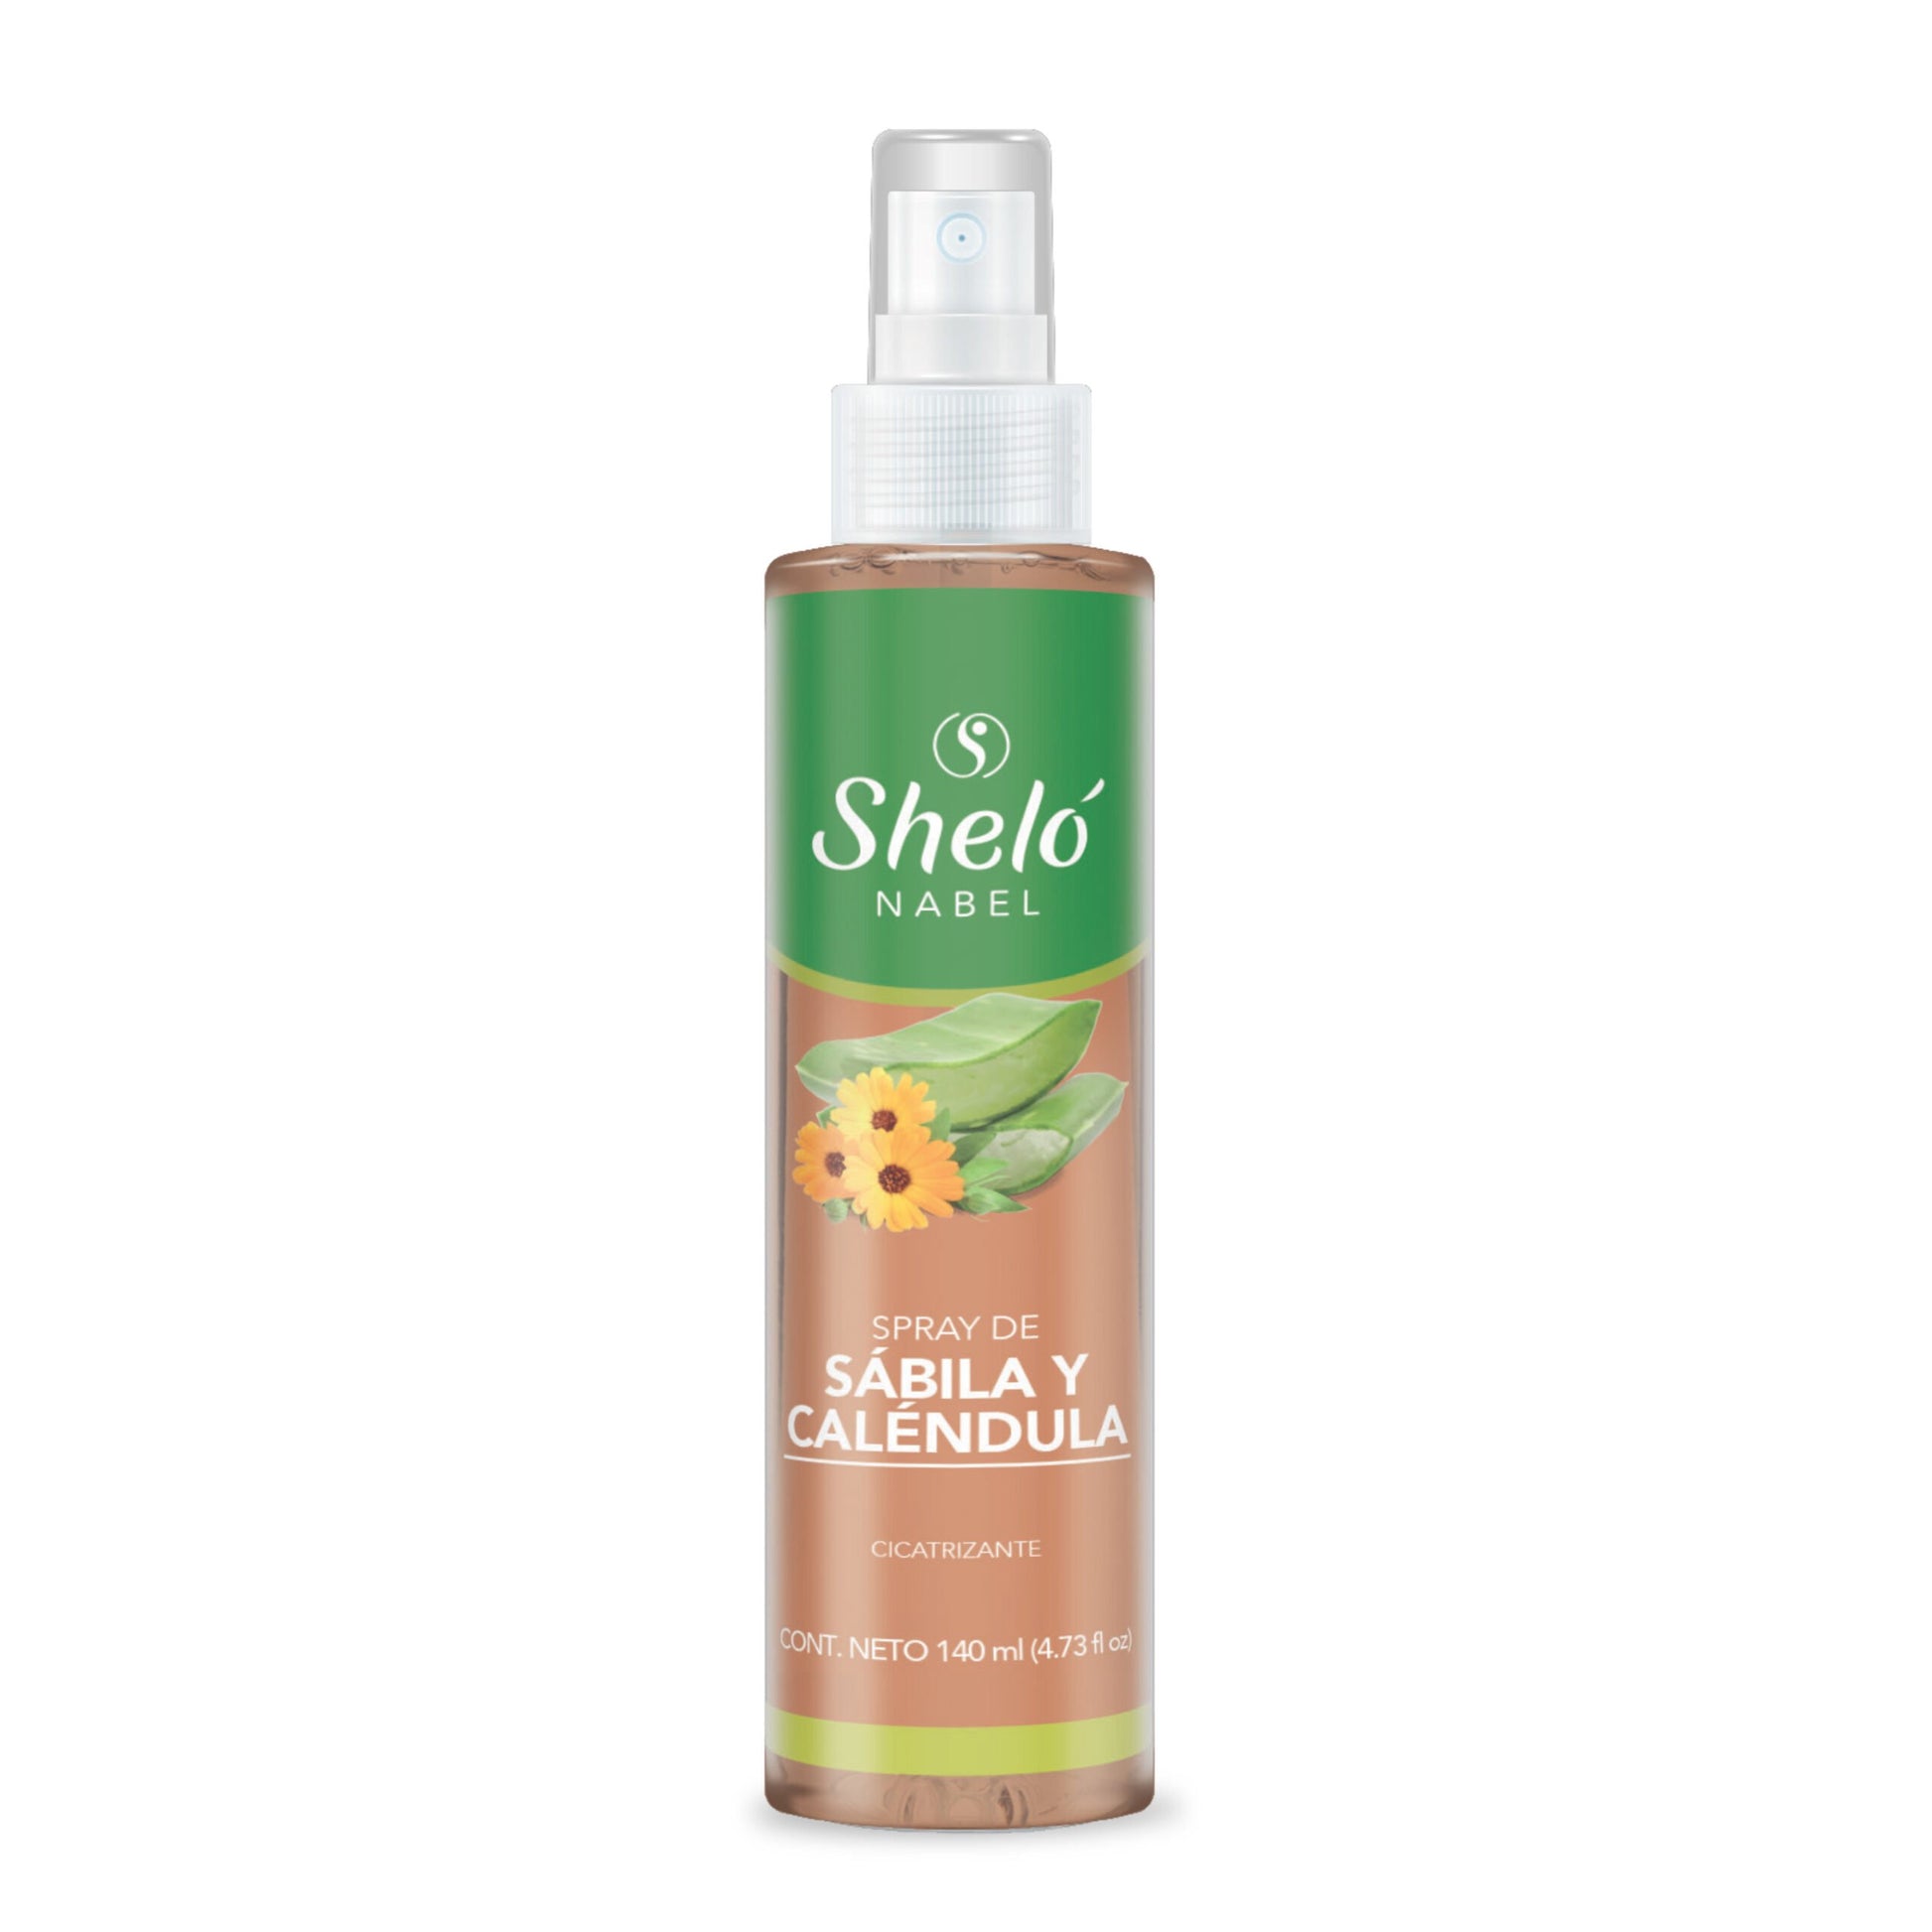 Sheló
NABEL
SPRAY DE
SÁBILA Y
CALÉNDULA
CICATRIZANTE
CONT. NETO 140 ml (4.73 fl oz)